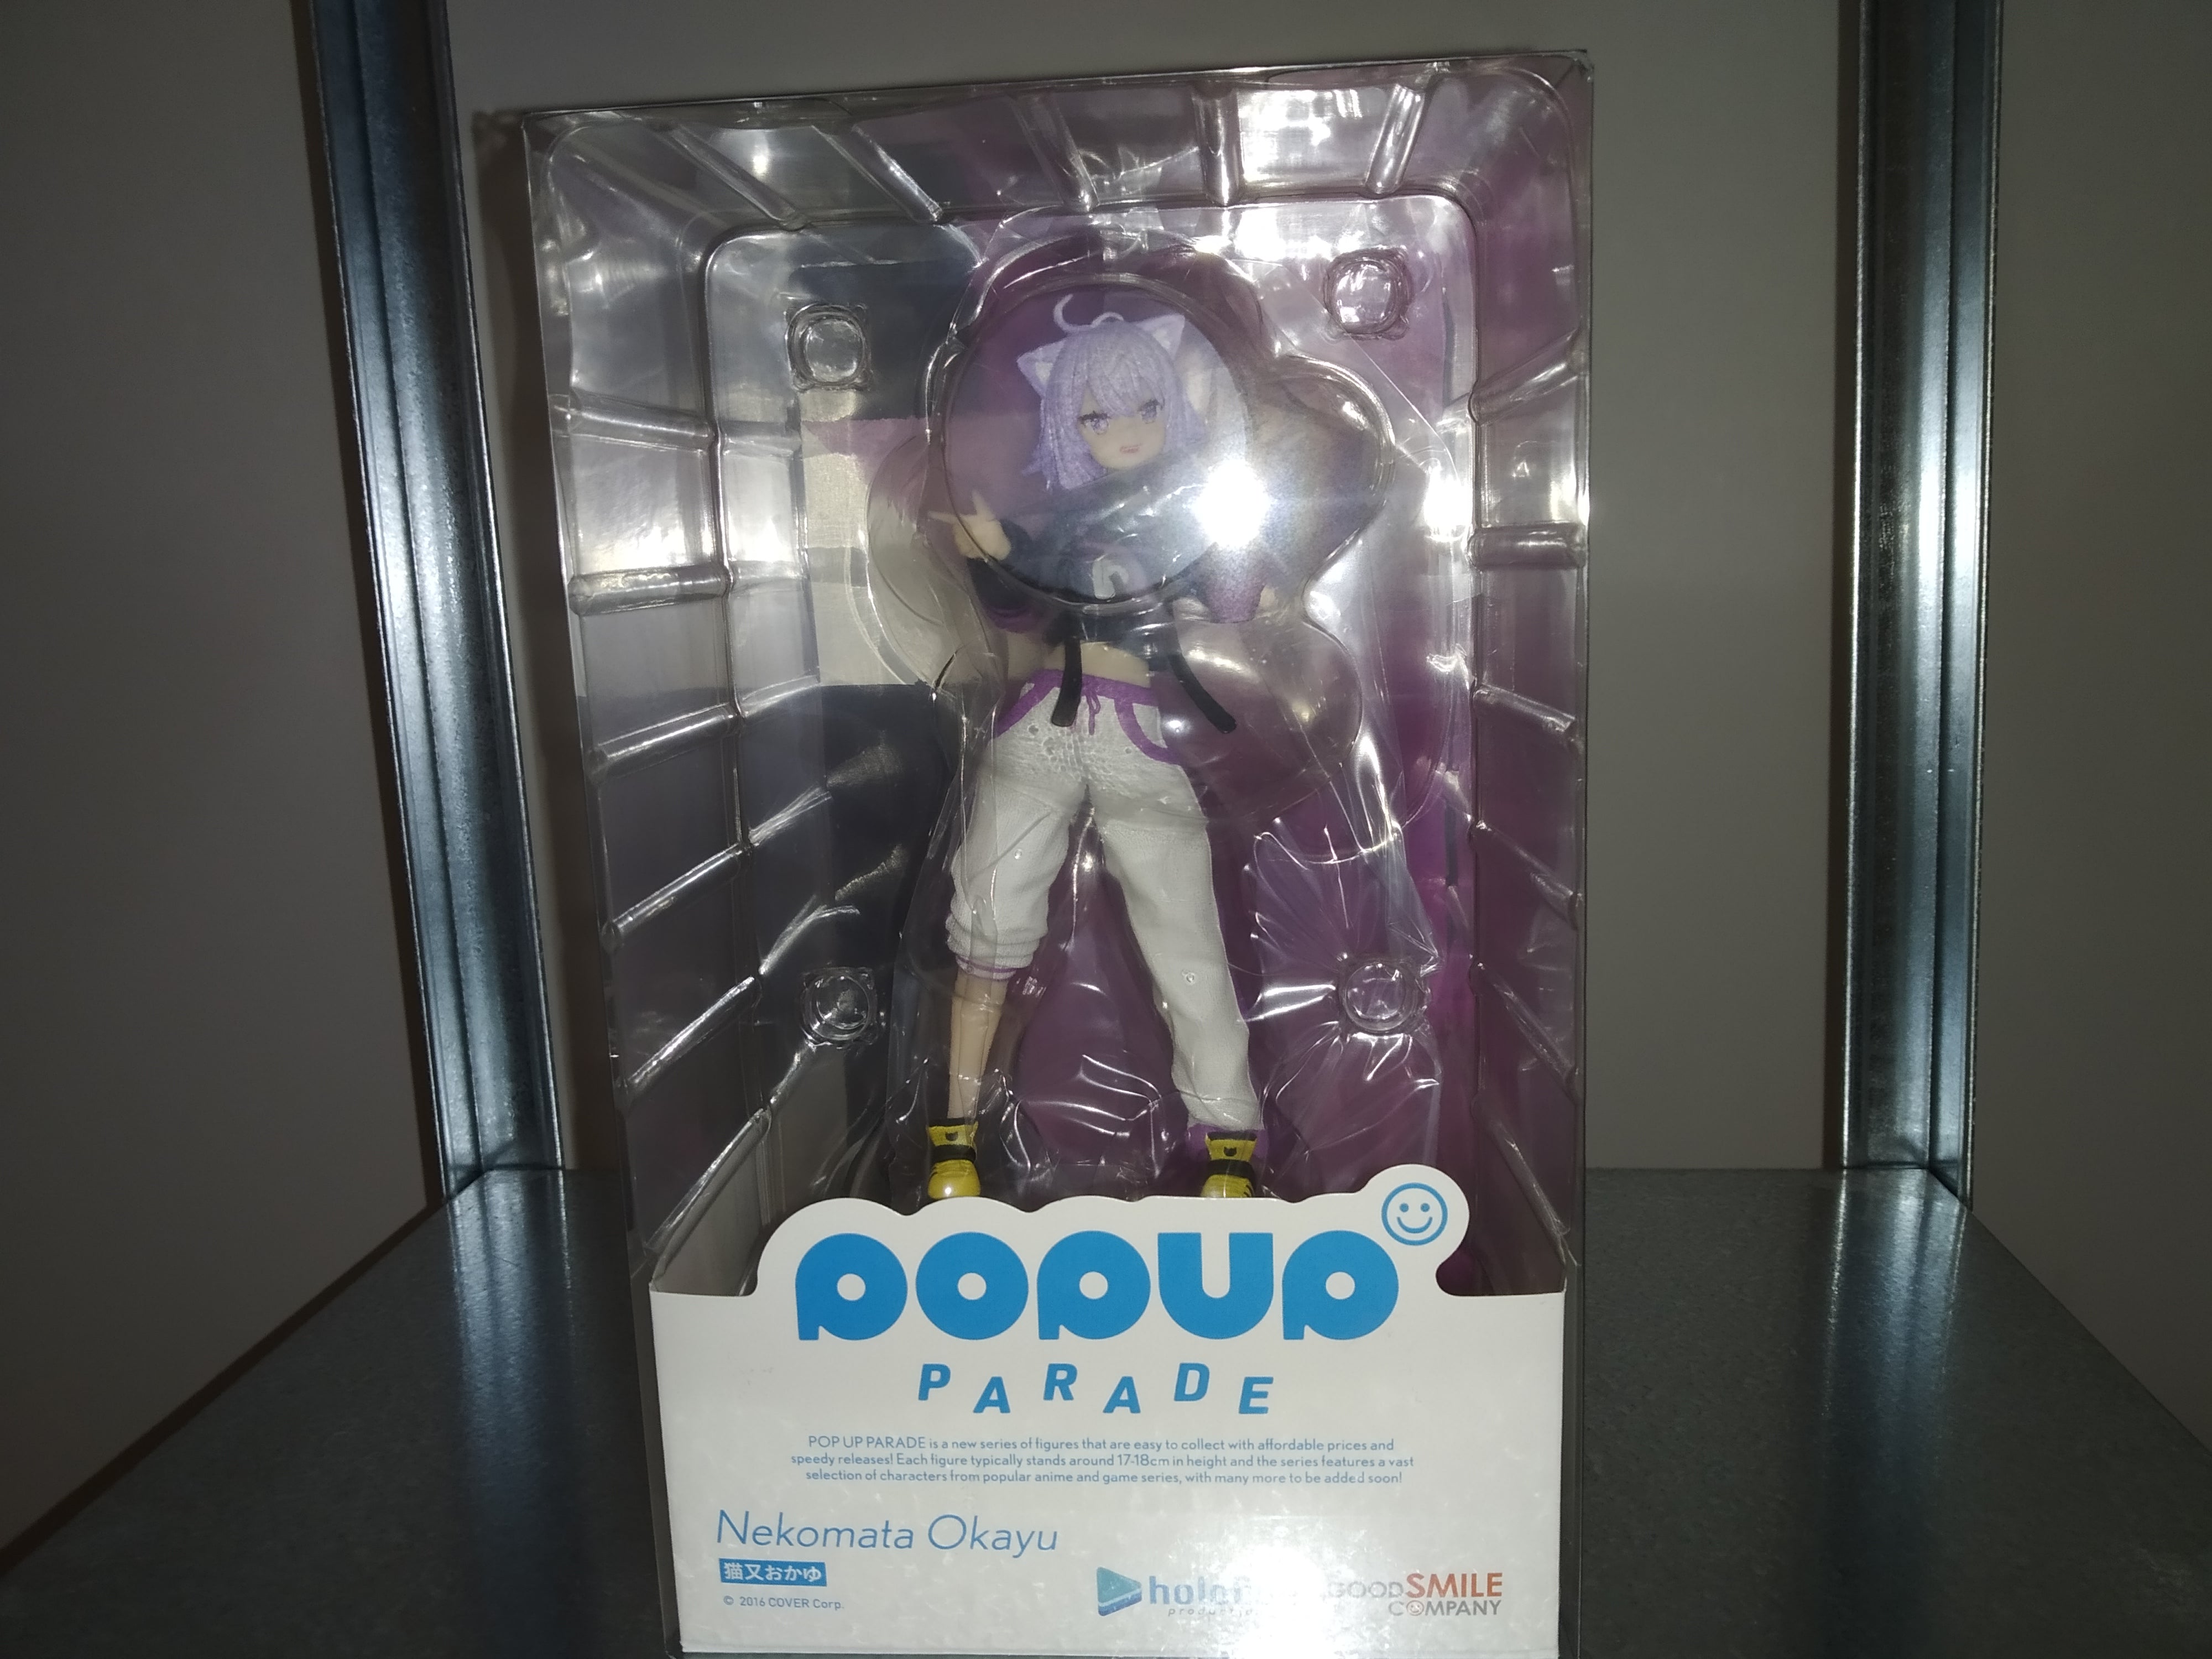 POPUP
PARADE
POP UP PARADE is a new series of figures that are easy to collect with affordable prices and
speedy releases! Each figure typically stands around 17-18cm in height and the series features a vast
selection of characters from popular anime and game series, with many more to be added soon!
Nekomata Okayu
猫又おかゆ
© 2016 COVER Corp.
GOOD SMILE
COMPANY